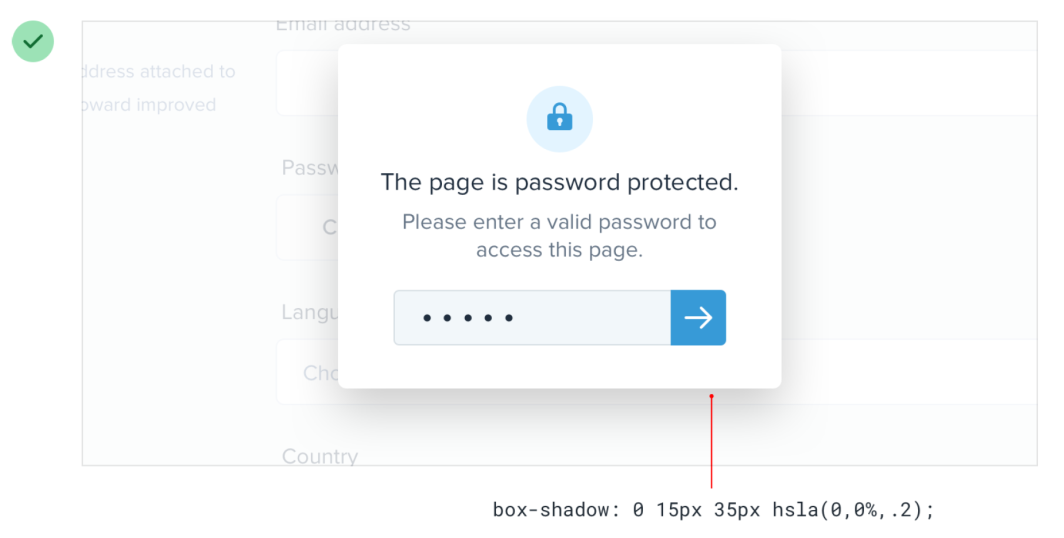 Email address
ddress attached to
oward improved
Passw
C
Langu
Cho
Country
The page is password protected.
Please enter a valid password to
access this page.
box-shadow: 0 15px 35px hsla(0,0%,.2);